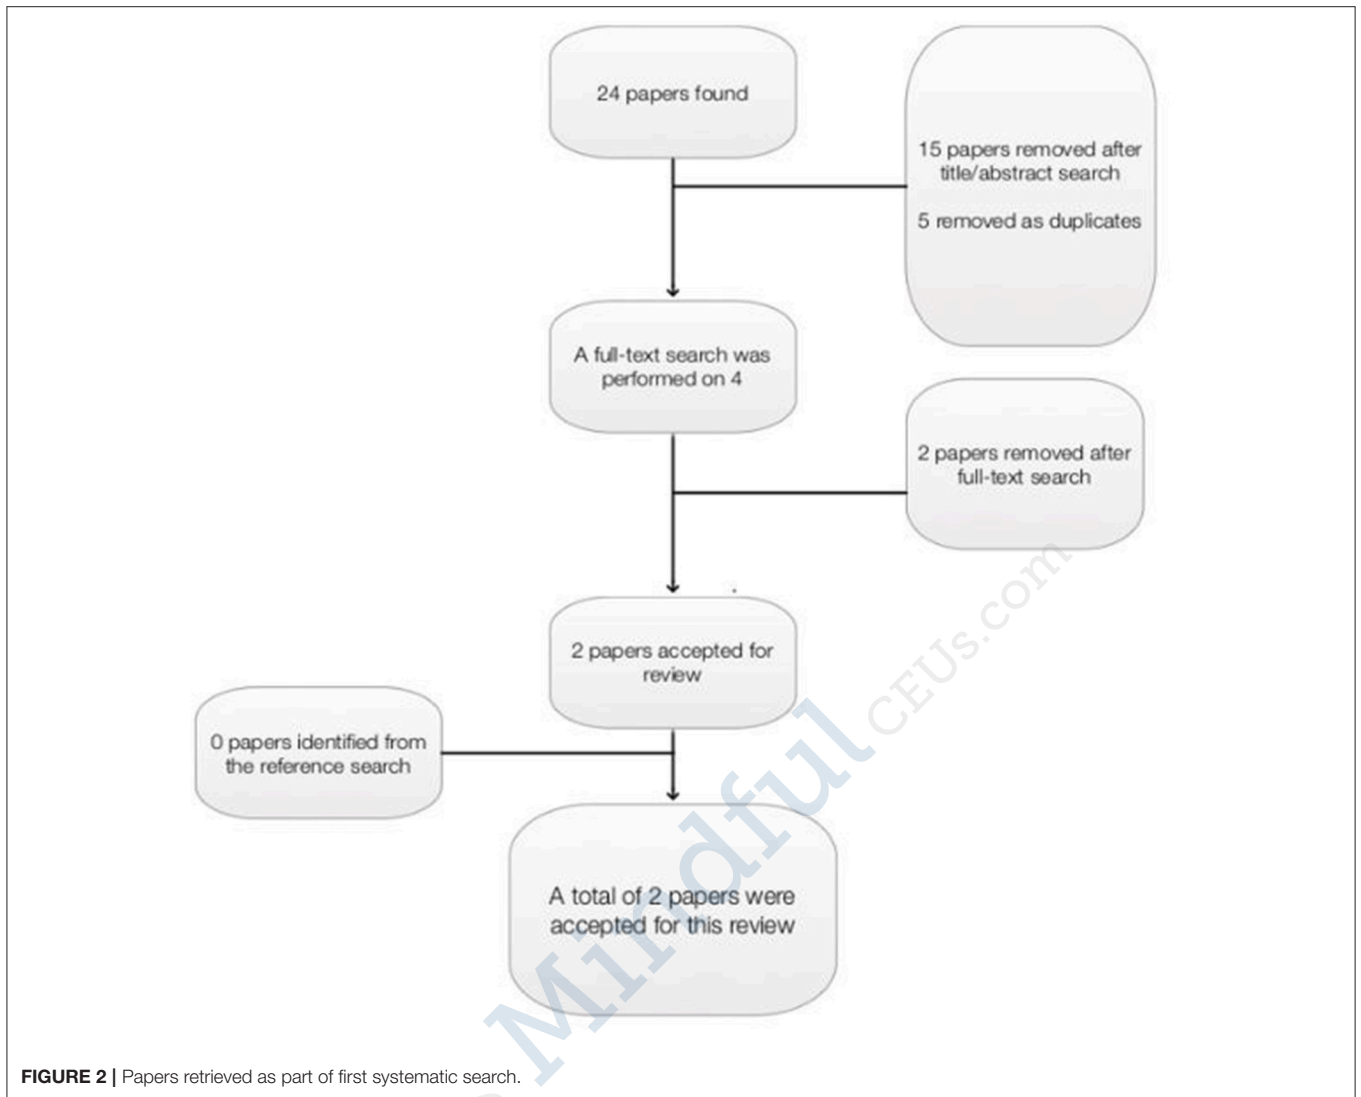 24 papers found
15 papers removed after
title/abstract search
5 removed as duplicates
A full-text search was
performed on 4
2 papers removed after
full-text search
2 papers accepted for
review
0 papers identified from
the reference search
A total of 2 papers were
accepted for this review
FIGURE 2 | Papers retrieved as part of first systematic search.
Mindful CEUs.com